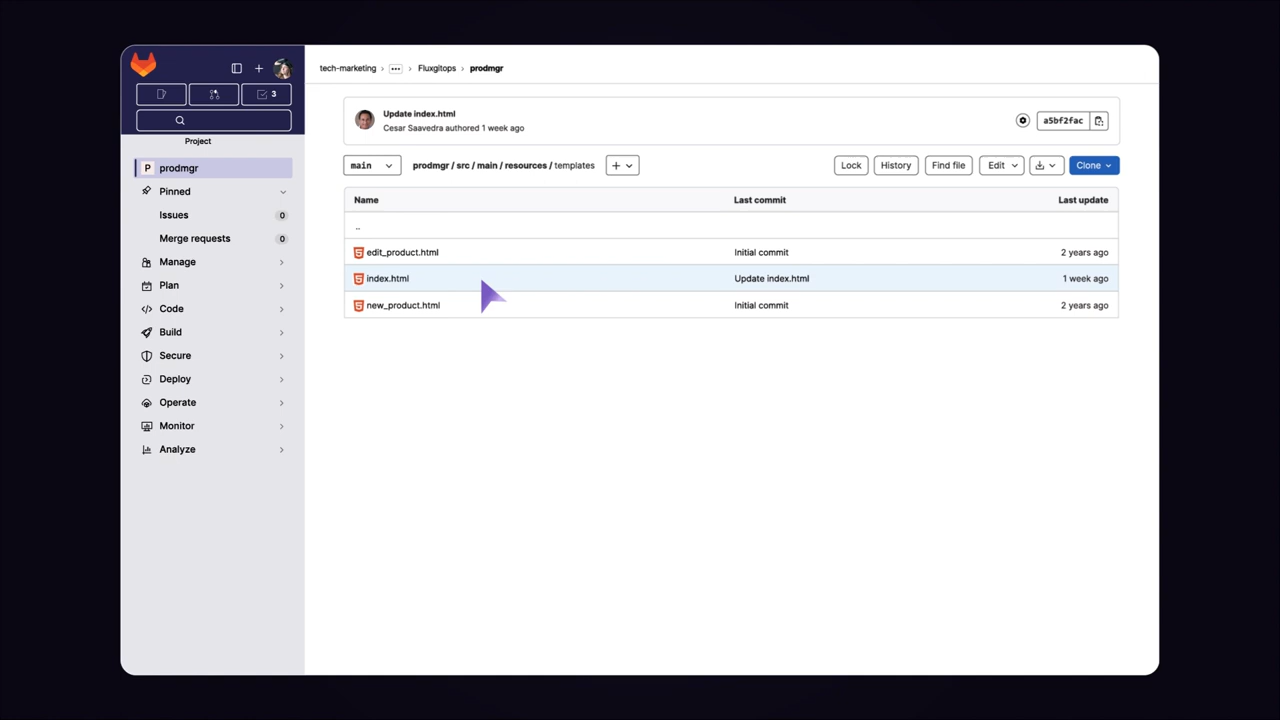 tech-marketing > ... > Fluxgitops > prodmgr
3
Project
P prodmgr
Pinned
Issues 0
Merge requests 0
Manage
Plan
Code
Build
Secure
Deploy
Operate
Monitor
Analyze
Update index.html
Cesar Saavedra authored 1 week ago
a5bf2fac
main prodmgr / src / main / resources / templates + Lock History Find file Edit Clone
Name Last commit Last update
..
edit_product.html Initial commit 2 years ago
index.html Update index.html 1 week ago
new_product.html Initial commit 2 years ago